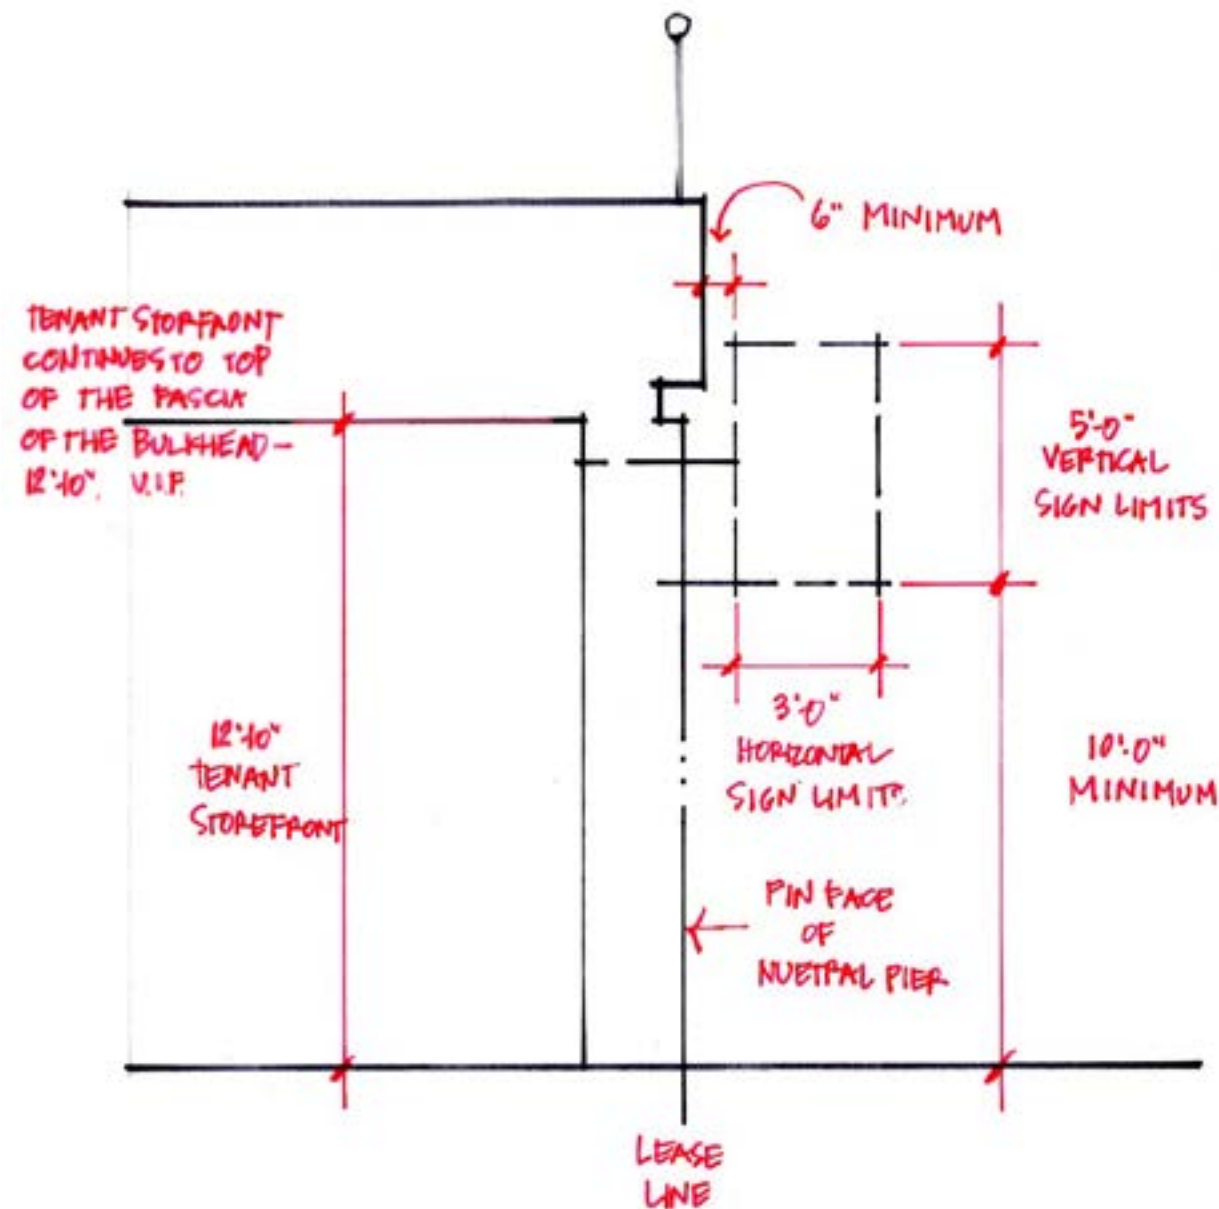 6" MINIMUM
TENANT STORFRONT
CONTINUES TO TOP
OF THE FASCIA
OF THE BULKHEAD -
12'-10". V.I.F.
5'-0"
VERTICAL
SIGN LIMITS
3'-0"
HORIZONTAL
SIGN LIMITS.
12'-10"
TENANT
STOREFRONT
10'-0"
MINIMUM
PIN FACE
OF
NUETRAL PIER
LEASE
LINE